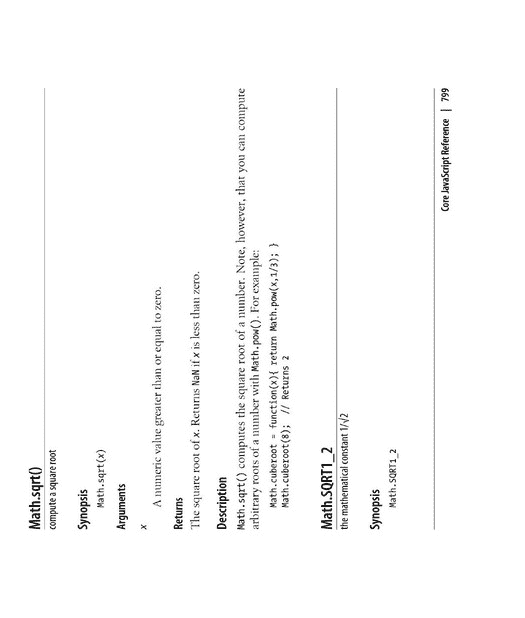 Math.sqrt()
compute a square root
Synopsis
Math.sqrt(x)
Arguments
x
A numeric value greater than or equal to zero.
Returns
The square root of x. Returns NaN if x is less than zero.
Description
Math.sqrt() computes the square root of a number. Note, however, that you can compute
arbitrary roots of a number with Math.pow(). For example:
Math.cuberoot = function(x){ return Math.pow(x,1/3); }
Math.cuberoot(8); // Returns 2
Math.SQRT1_2
the mathematical constant 1/√2
Synopsis
Math.SQRT1_2
Core JavaScript Reference | 799